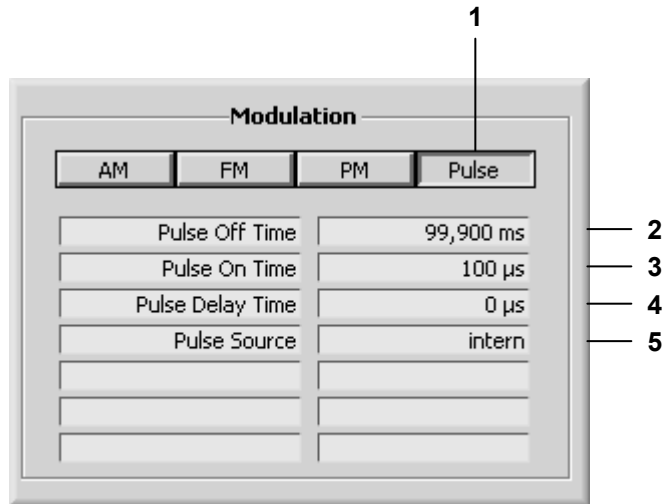 1
Modulation
AM FM PM Pulse
Pulse Off Time 99,900 ms 2
Pulse On Time 100 µs 3
Pulse Delay Time 0 µs 4
Pulse Source intern 5